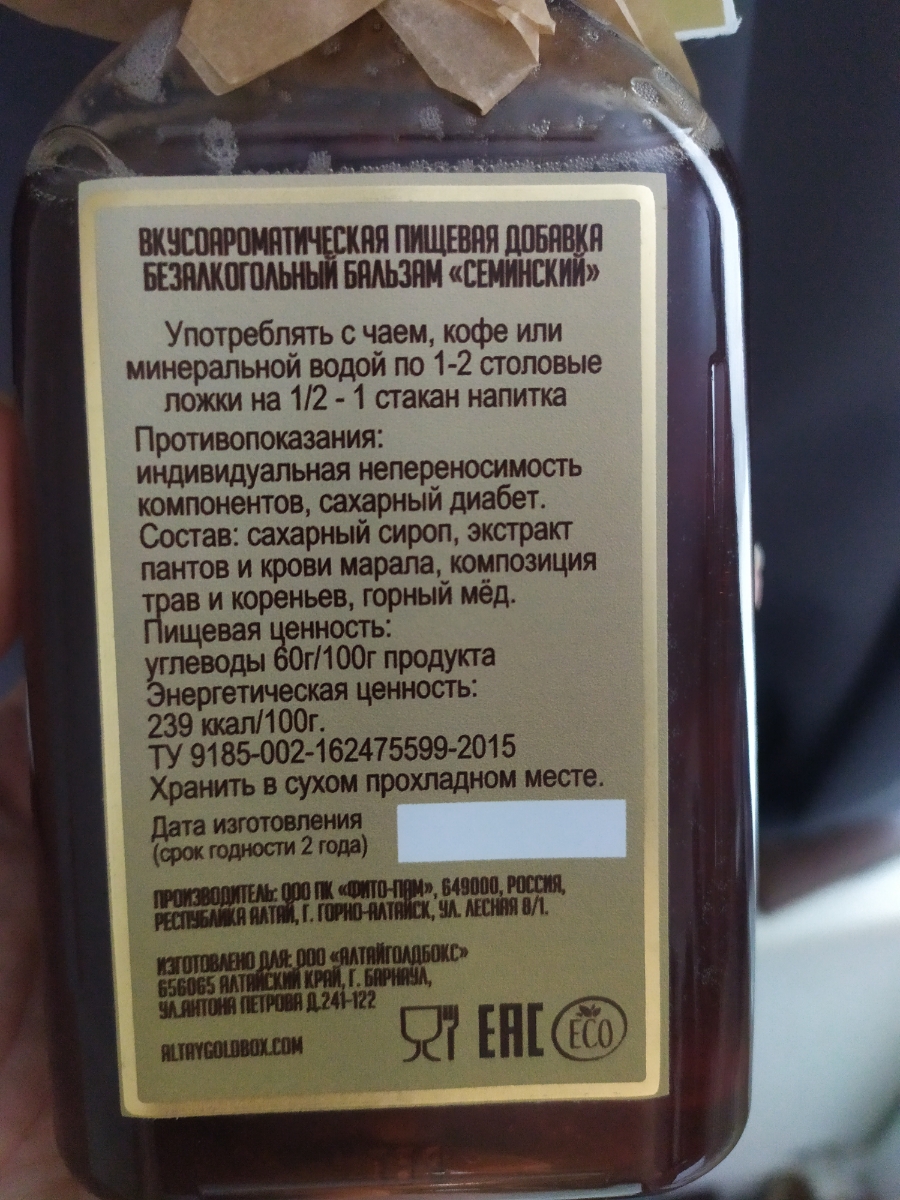 ВКУСОАРОМАТИЧЕСКАЯ ПИЩЕВАЯ ДОБАВКА
БЕЗАЛКОГОЛЬНЫЙ БАЛЬЗАМ «СЕМИНСКИЙ»
Употреблять с чаем, кофе или
минеральной водой по 1-2 столовые
ложки на 1/2 - 1 стакан напитка
Противопоказания:
индивидуальная непереносимость
компонентов, сахарный диабет.
Состав: сахарный сироп, экстракт
пантов и крови марала, композиция
трав и кореньев, горный мёд.
Пищевая ценность:
углеводы 60г/100г продукта
Энергетическая ценность:
239 ккал/100г.
ТУ 9185-002-162475599-2015
Хранить в сухом прохладном месте.
Дата изготовления
(срок годности 2 года)
ПРОИЗВОДИТЕЛЬ: ООО ПК «ФИТО-ПАМ», 649000, РОССИЯ,
РЕСПУБЛИКА АЛТАЙ, Г. ГОРНО-АЛТАЙСК, УЛ. ЛЕСНАЯ 8/1.
ИЗГОТОВЛЕНО ДЛЯ: ООО «АЛТАЙГОЛДБОКС»
656065 АЛТАЙСКИЙ КРАЙ, Г. БАРНАУЛ,
УЛ.АНТОНА ПЕТРОВА Д.241-122
ALTAYGOLDBOX.COM
EAC
ECO